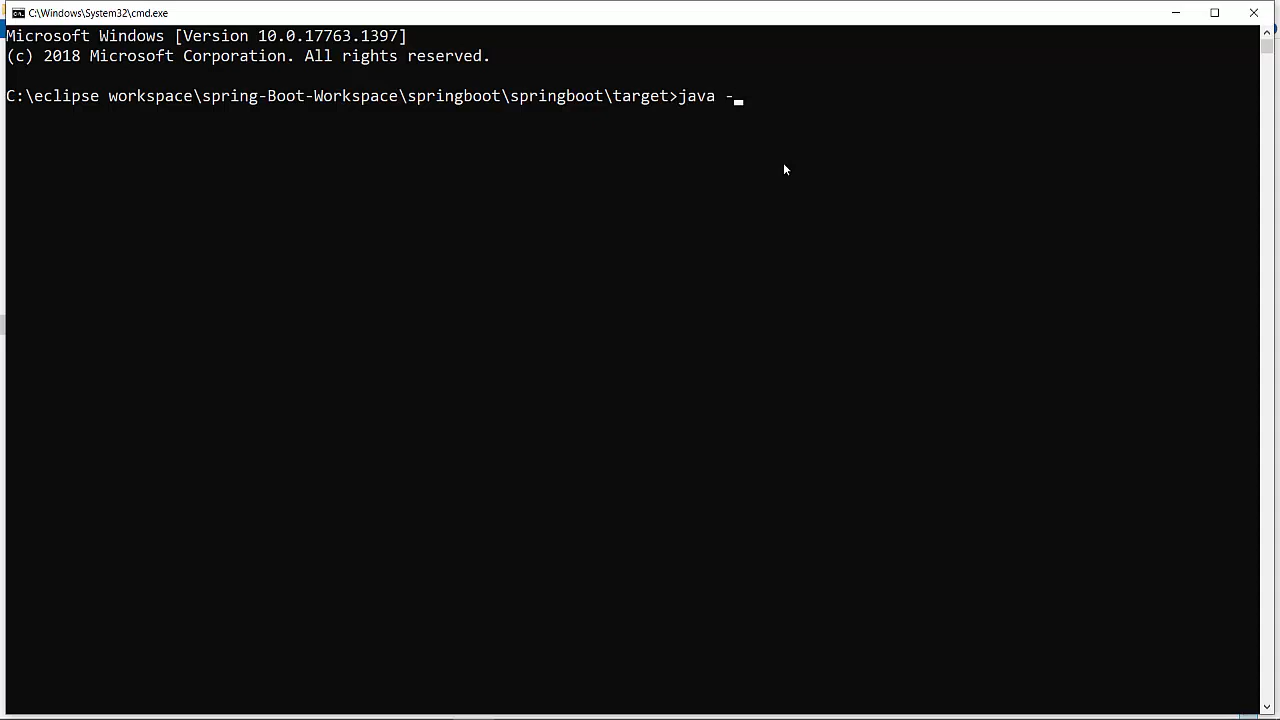 C:\Windows\System32\cmd.exe
Microsoft Windows [Version 10.0.17763.1397]
(c) 2018 Microsoft Corporation. All rights reserved.
C:\eclipse workspace\spring-Boot-Workspace\springboot\springboot\target>java -